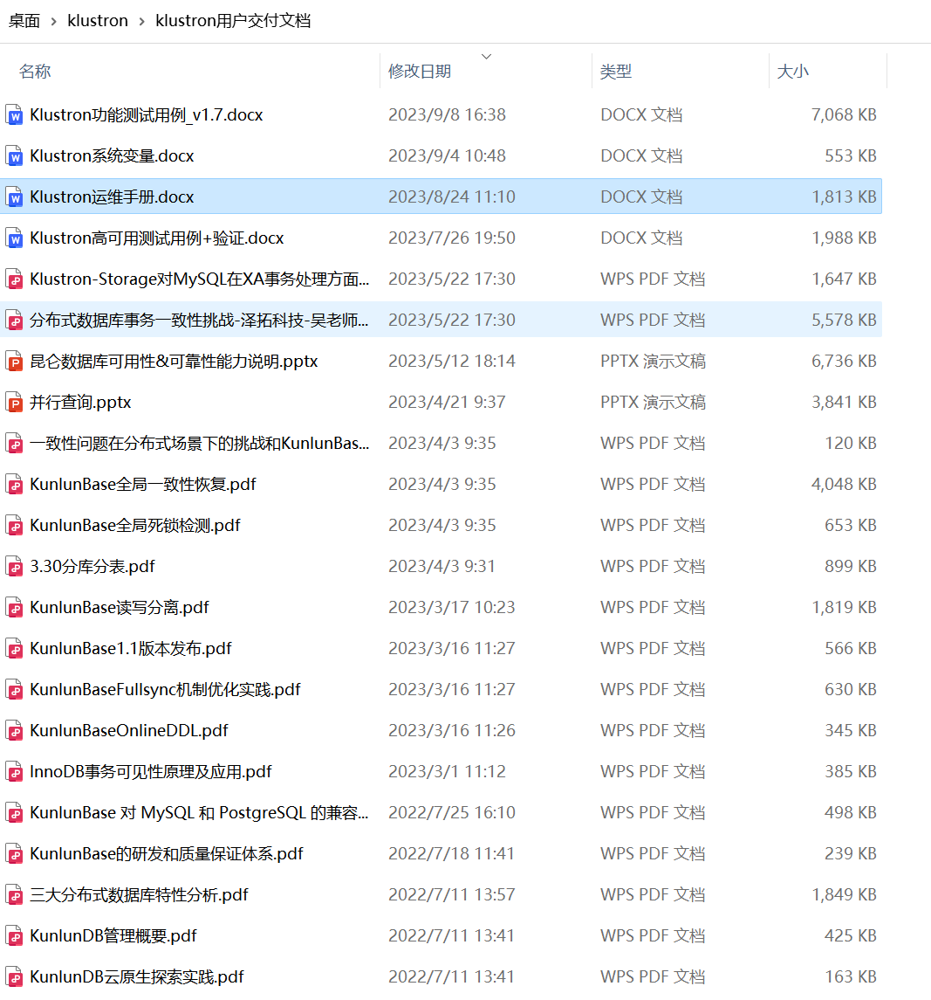 桌面 > klustron > klustron用户交付文档
名称 修改日期 类型 大小
Klustron功能测试用例_v1.7.docx 2023/9/8 16:38 DOCX 文档 7,068 KB
Klustron系统变量.docx 2023/9/4 10:48 DOCX 文档 553 KB
Klustron运维手册.docx 2023/8/24 11:10 DOCX 文档 1,813 KB
Klustron高可用测试用例+验证.docx 2023/7/26 19:50 DOCX 文档 1,988 KB
Klustron-Storage对MySQL在XA事务处理方面... 2023/5/22 17:30 WPS PDF 文档 1,647 KB
分布式数据库事务一致性挑战-泽拓科技-吴老师... 2023/5/22 17:30 WPS PDF 文档 5,578 KB
昆仑数据库可用性&可靠性能力说明.pptx 2023/5/12 18:14 PPTX 演示文稿 6,736 KB
并行查询.pptx 2023/4/21 9:37 PPTX 演示文稿 3,841 KB
一致性问题在分布式场景下的挑战和KunlunBas... 2023/4/3 9:35 WPS PDF 文档 120 KB
KunlunBase全局一致性恢复.pdf 2023/4/3 9:35 WPS PDF 文档 4,048 KB
KunlunBase全局死锁检测.pdf 2023/4/3 9:35 WPS PDF 文档 653 KB
3.30分库分表.pdf 2023/4/3 9:31 WPS PDF 文档 899 KB
KunlunBase读写分离.pdf 2023/3/17 10:23 WPS PDF 文档 1,819 KB
KunlunBase1.1版本发布.pdf 2023/3/16 11:27 WPS PDF 文档 566 KB
KunlunBaseFullsync机制优化实践.pdf 2023/3/16 11:27 WPS PDF 文档 630 KB
KunlunBaseOnlineDDL.pdf 2023/3/16 11:26 WPS PDF 文档 345 KB
InnoDB事务可见性原理及应用.pdf 2023/3/1 11:12 WPS PDF 文档 385 KB
KunlunBase 对 MySQL 和 PostgreSQL 的兼容... 2022/7/25 16:10 WPS PDF 文档 498 KB
KunlunBase的研发和质量保证体系.pdf 2022/7/18 11:41 WPS PDF 文档 239 KB
三大分布式数据库特性分析.pdf 2022/7/11 13:57 WPS PDF 文档 1,849 KB
KunlunDB管理概要.pdf 2022/7/11 13:41 WPS PDF 文档 425 KB
KunlunDB云原生探索实践.pdf 2022/7/11 13:41 WPS PDF 文档 163 KB